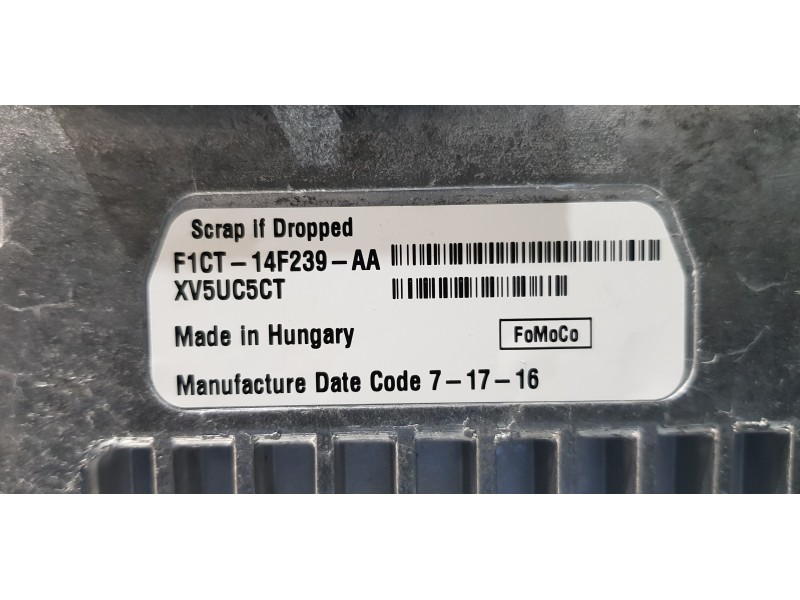 Scrap If Dropped
F1CT-14F239-AA
XV5UC5CT
Made in Hungary FoMoCo
Manufacture Date Code 7-17-16